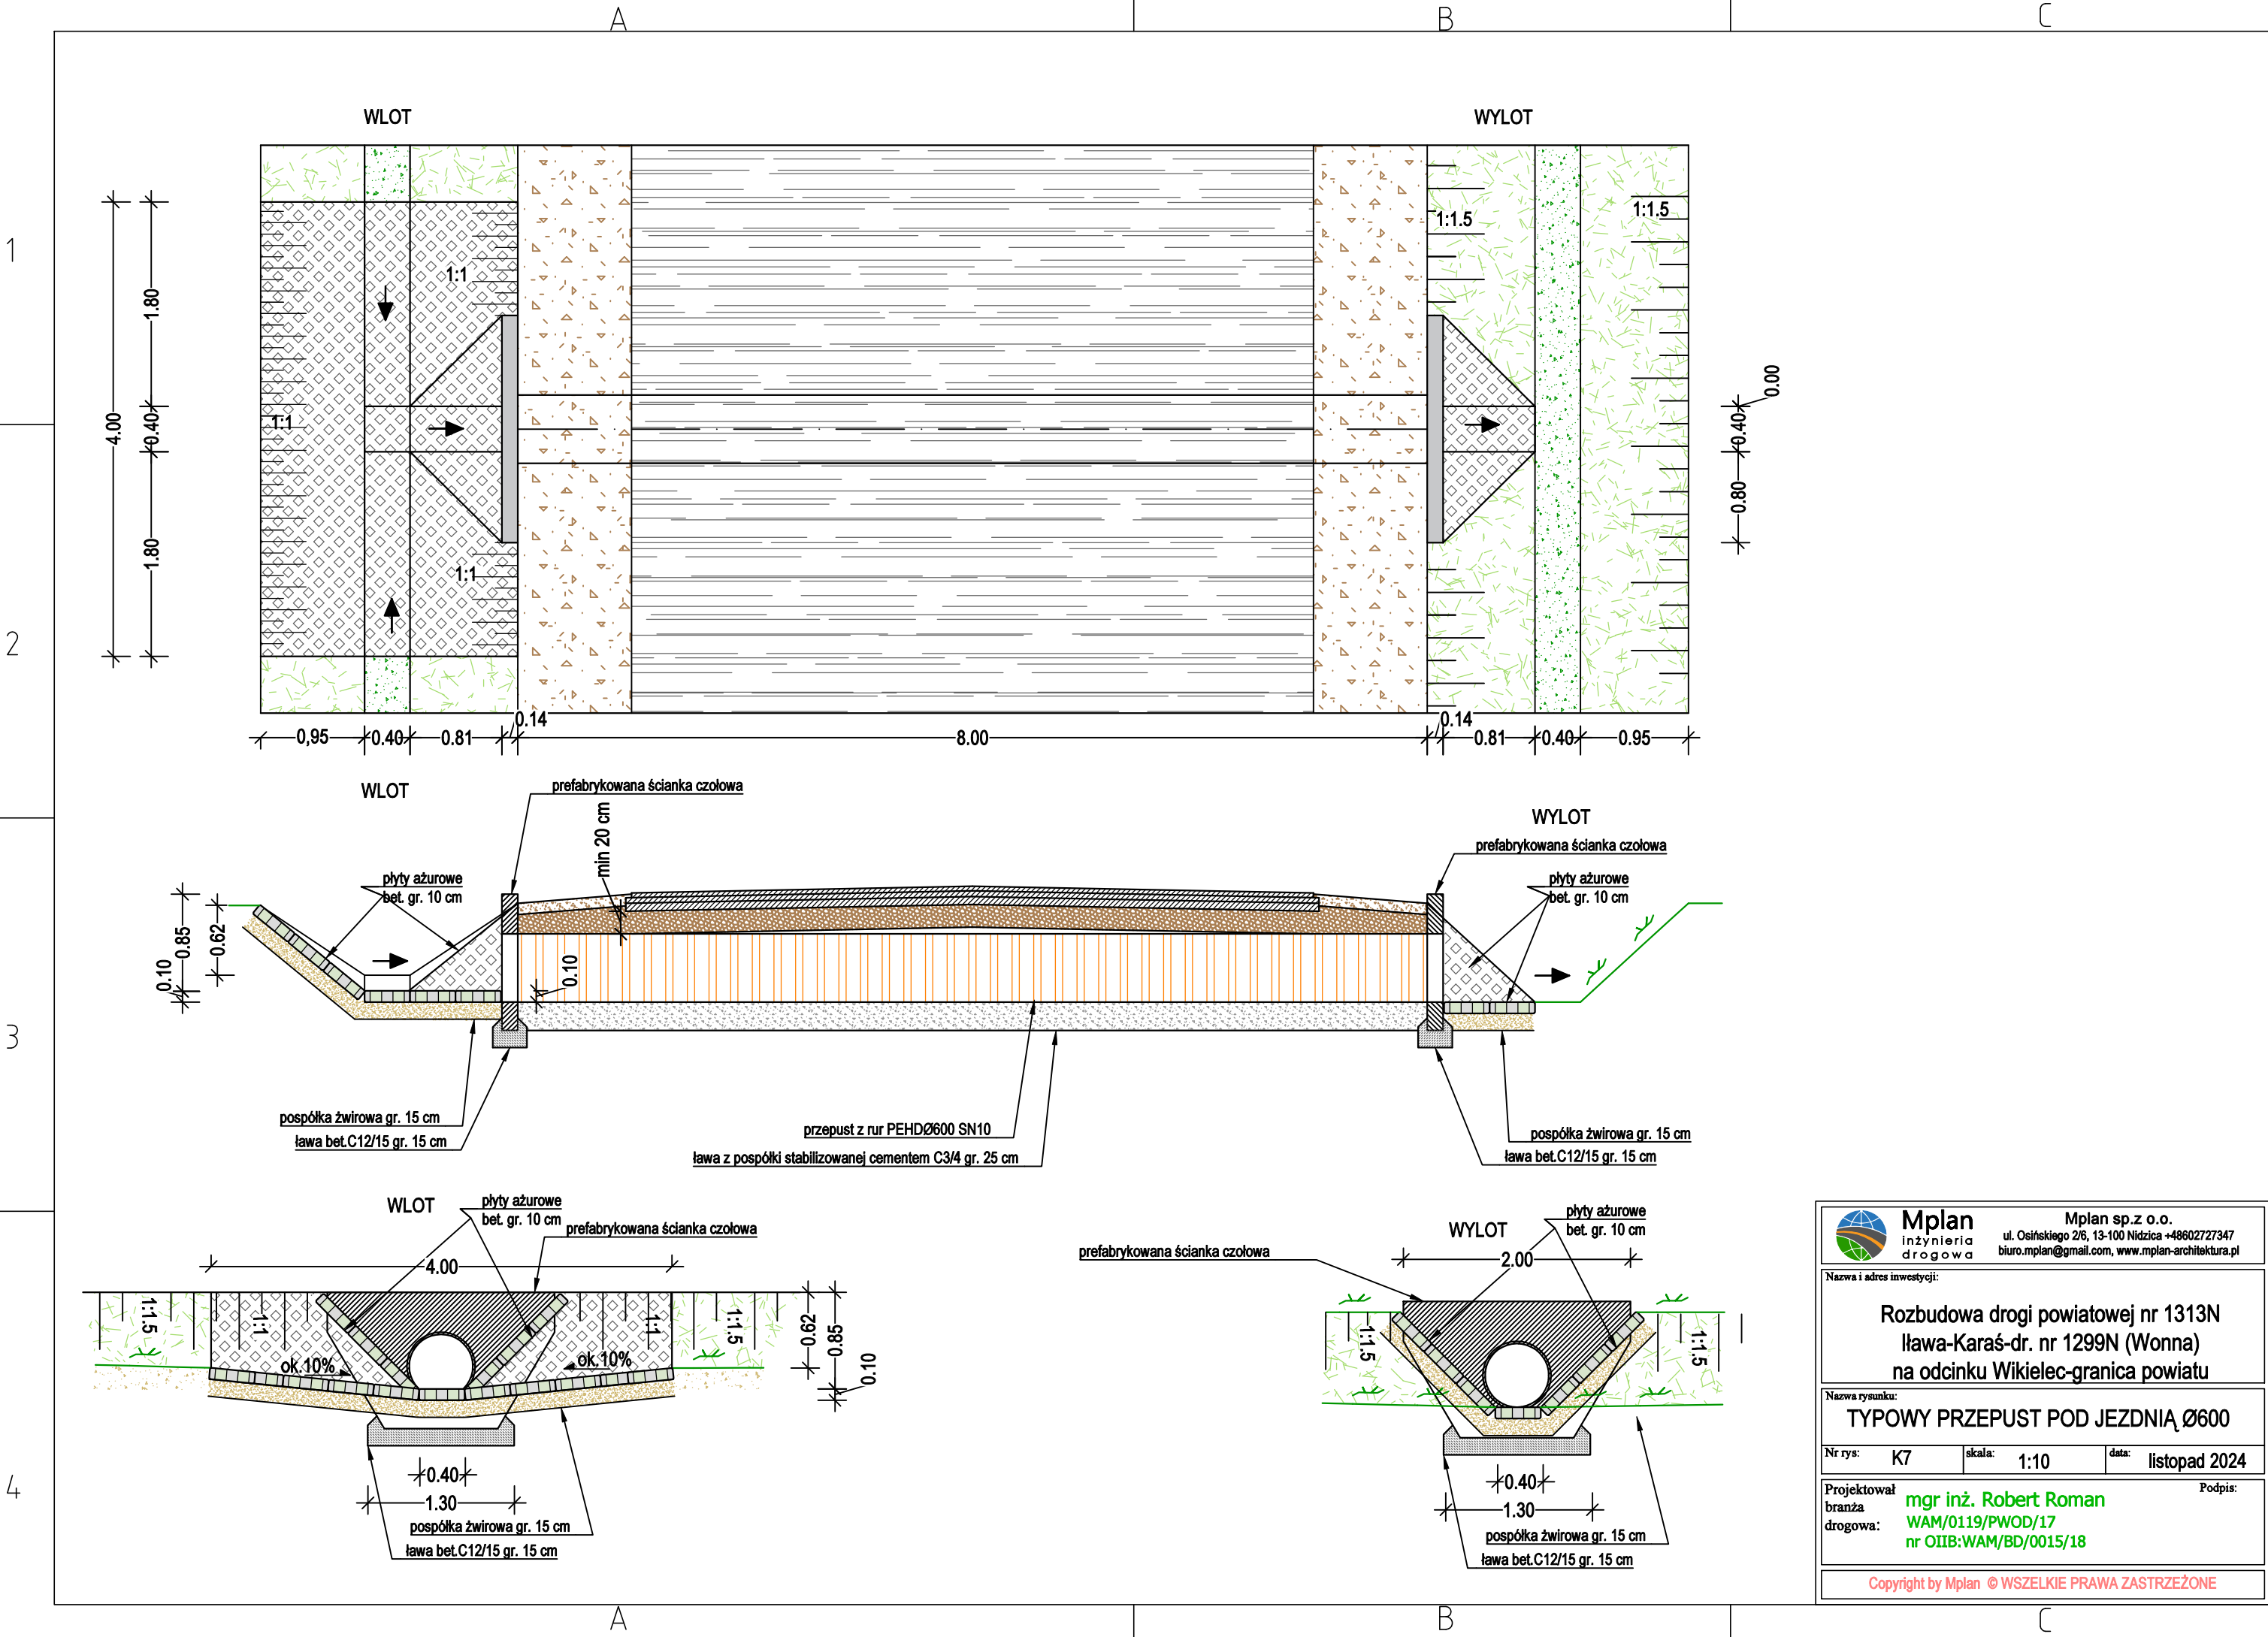 A
B
C
1
2
3
4
WLOT
WYLOT
1:1
1:1
1:1
1:1.5
1:1.5
4.00
1.80
0.40
1.80
0.00
0.40
0.80
0,95
0.40
0.81
0.14
8.00
0.14
0.81
0.40
0.95
WLOT
prefabrykowana ścianka czołowa
min 20 cm
płyty ażurowe
bet. gr. 10 cm
0.10
0.85
0.62
0.10
WYLOT
prefabrykowana ścianka czołowa
płyty ażurowe
bet. gr. 10 cm
pospółka żwirowa gr. 15 cm
ława bet.C12/15 gr. 15 cm
przepust z rur PEHDØ600 SN10
ława z pospółki stabilizowanej cementem C3/4 gr. 25 cm
pospółka żwirowa gr. 15 cm
ława bet.C12/15 gr. 15 cm
WLOT
płyty ażurowe
bet. gr. 10 cm
prefabrykowana ścianka czołowa
4.00
1:1.5
1:1
1:1
1:1.5
ok.10%
ok.10%
0.62
0.85
0.10
0.40
1.30
pospółka żwirowa gr. 15 cm
ława bet.C12/15 gr. 15 cm
WYLOT
płyty ażurowe
bet. gr. 10 cm
prefabrykowana ścianka czołowa
2.00
1:1.5
1:1.5
0.40
1.30
pospółka żwirowa gr. 15 cm
ława bet.C12/15 gr. 15 cm
Mplan
inżynieria
drogowa
Mplan sp.z o.o.
ul. Osińskiego 2/6, 13-100 Nidzica +48602727347
biuro.mplan@gmail.com, www.mplan-architektura.pl
Nazwa i adres inwestycji:
Rozbudowa drogi powiatowej nr 1313N
Iława-Karaś-dr. nr 1299N (Wonna)
na odcinku Wikielec-granica powiatu
Nazwa rysunku:
TYPOWY PRZEPUST POD JEZDNIĄ Ø600
Nr rys: K7 skala: 1:10 data: listopad 2024
Projektował
branża
drogowa:
mgr inż. Robert Roman
WAM/0119/PWOD/17
nr OIIB:WAM/BD/0015/18
Podpis:
Copyright by Mplan © WSZELKIE PRAWA ZASTRZEŻONE
A
B
C